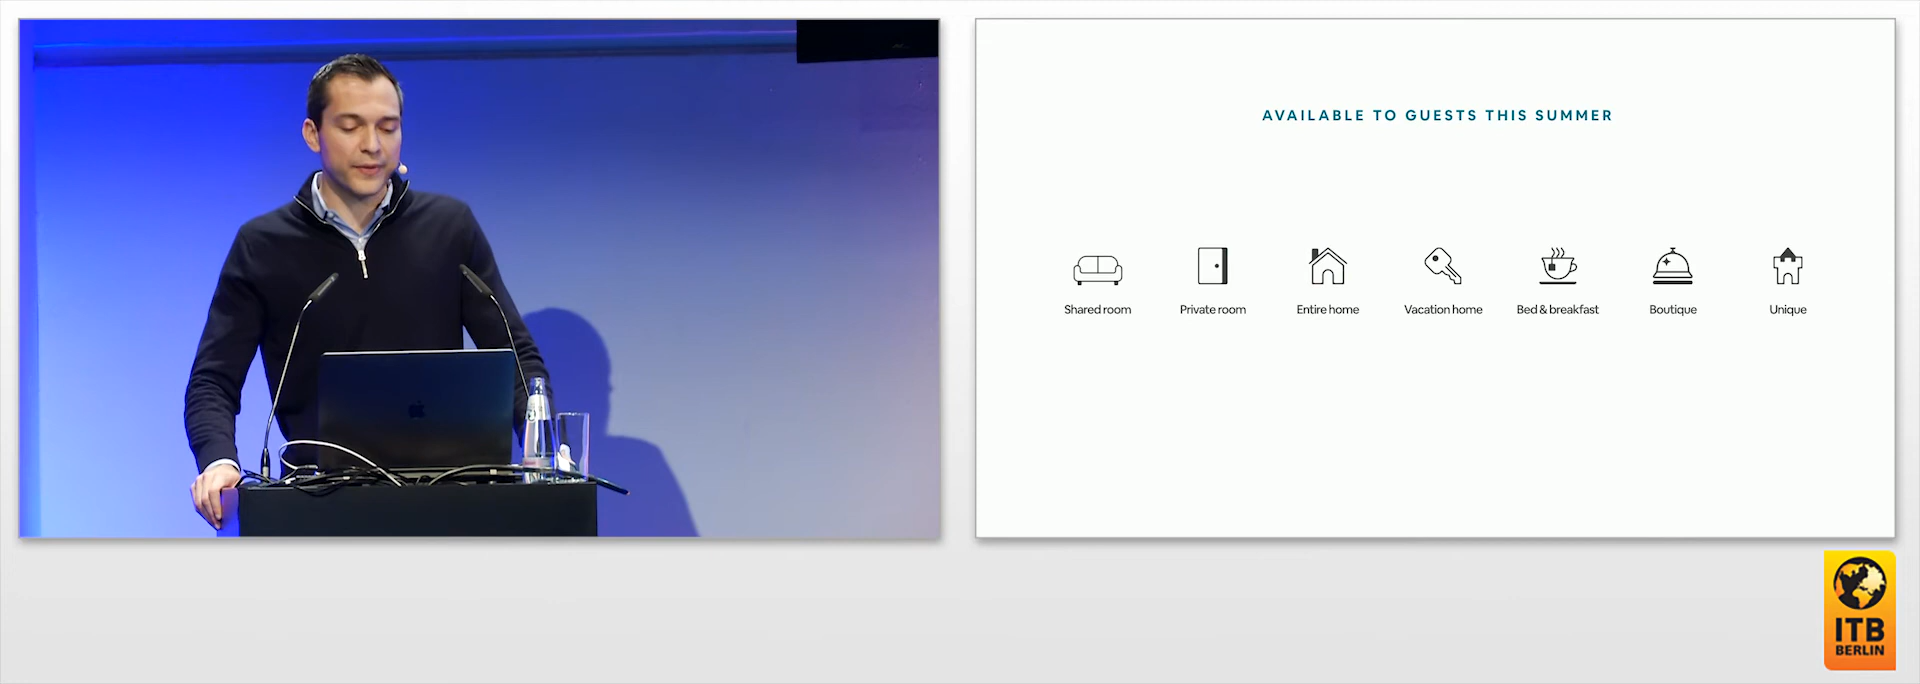 AVAILABLE TO GUESTS THIS SUMMER
Shared room
Private room
Entire home
Vacation home
Bed & breakfast
Boutique
Unique
ITB
BERLIN